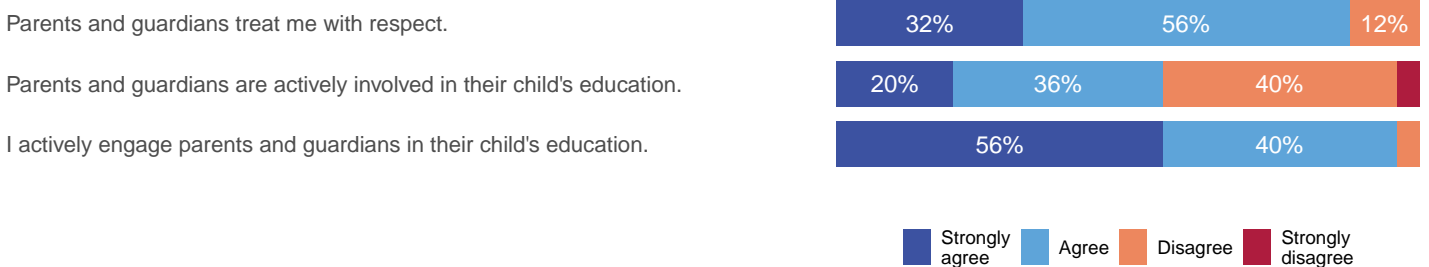 Parents and guardians treat me with respect.
32% 56% 12%
Parents and guardians are actively involved in their child's education.
20% 36% 40%
I actively engage parents and guardians in their child's education.
56% 40%
Strongly agree
Agree
Disagree
Strongly disagree